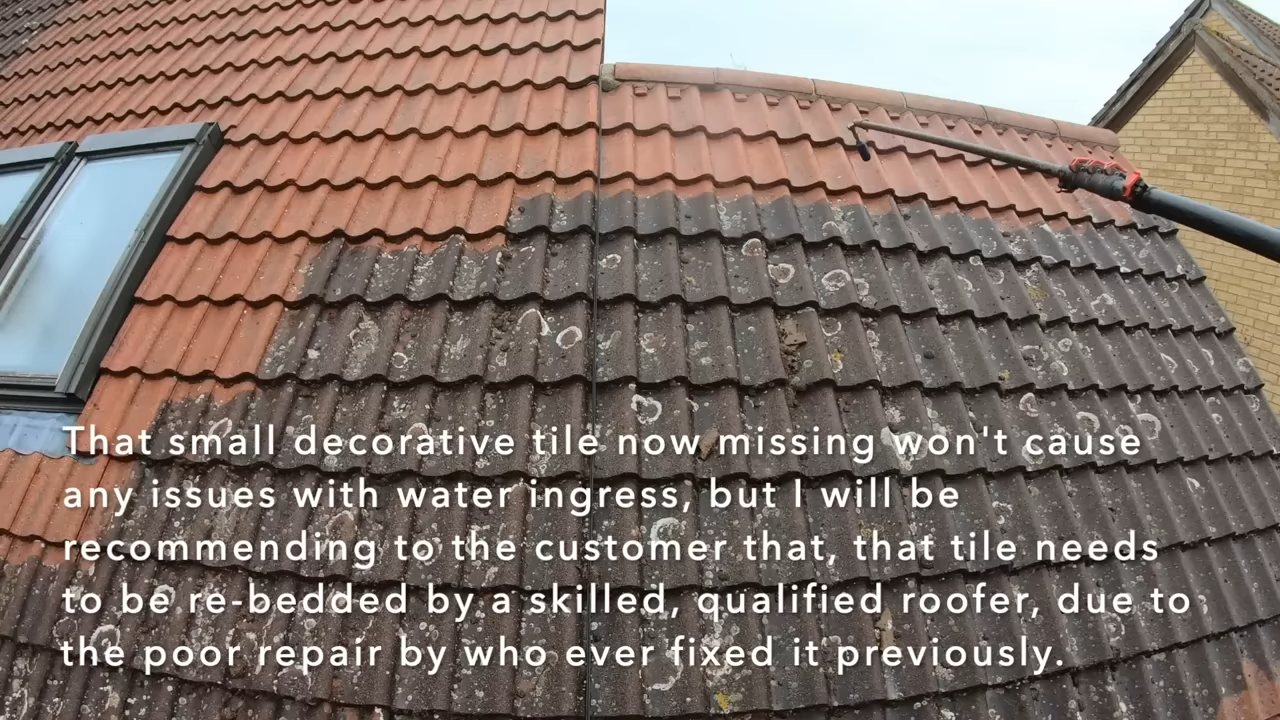 That small decorative tile now missing won't cause
any issues with water ingress, but I will be
recommending to the customer that, that tile needs
to be re-bedded by a skilled, qualified roofer, due to
the poor repair by who ever fixed it previously.